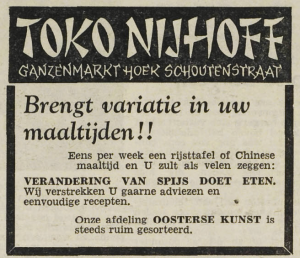 TOKO NIJHOFF
GANZENMARKT HOEK SCHOUTENSTRAAT
Brengt variatie in uw
maaltijden!!
Eens per week een rijsttafel of Chinese
maaltijd en U zult als velen zeggen:
VERANDERING VAN SPIJS DOET ETEN.
Wij verstrekken U gaarne adviezen en
eenvoudige recepten.
Onze afdeling OOSTERSE KUNST is
steeds ruim gesorteerd.